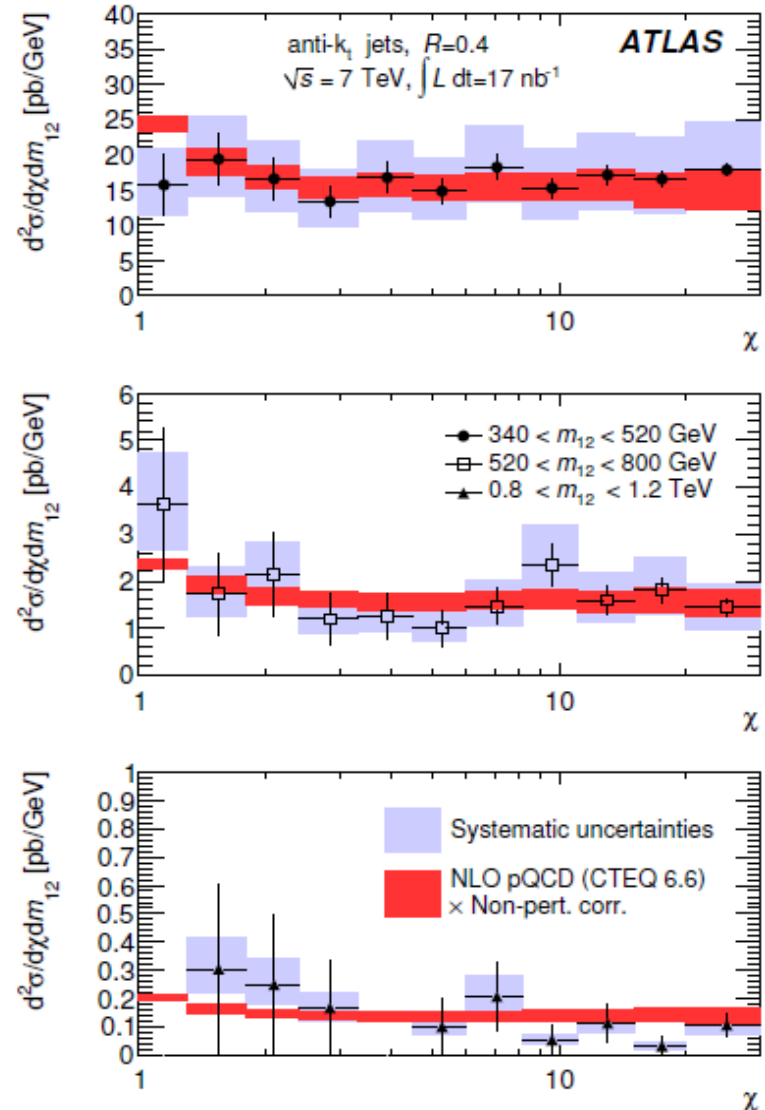 d²σ/dχdm₁₂ [pb/GeV]
40
35
30
25
20
15
10
5
0
anti-kₜ jets, R=0.4
ATLAS
√s = 7 TeV, ∫L dt=17 nb⁻¹
1
10
χ
d²σ/dχdm₁₂ [pb/GeV]
6
5
4
3
2
1
0
340 < m₁₂ < 520 GeV
520 < m₁₂ < 800 GeV
0.8 < m₁₂ < 1.2 TeV
1
10
χ
d²σ/dχdm₁₂ [pb/GeV]
1
0.9
0.8
0.7
0.6
0.5
0.4
0.3
0.2
0.1
0
Systematic uncertainties
NLO pQCD (CTEQ 6.6)
× Non-pert. corr.
1
10
χ